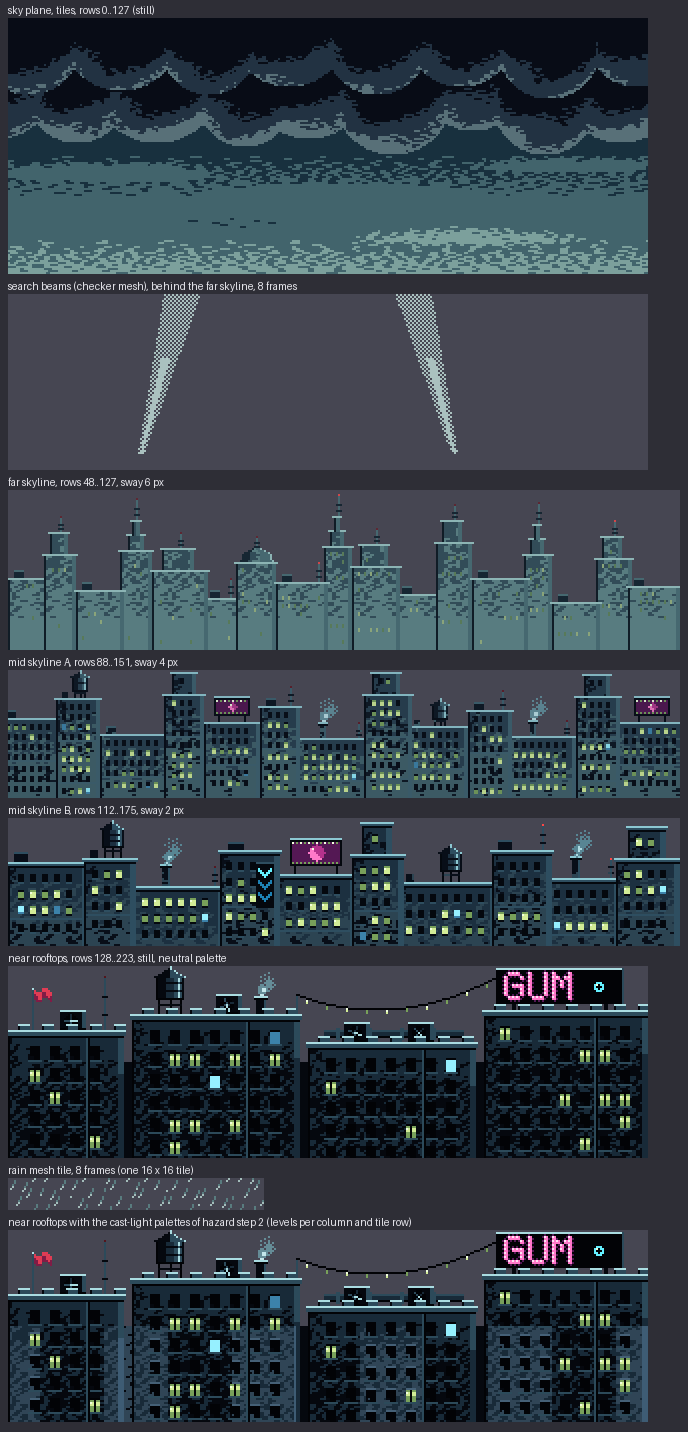 sky plane, tiles, rows 0..127 (still)
search beams (checker mesh), behind the far skyline, 8 frames
far skyline, rows 48..127, sway 6 px
mid skyline A, rows 88..151, sway 4 px
mid skyline B, rows 112..175, sway 2 px
near rooftops, rows 128..223, still, neutral palette
GUM
rain mesh tile, 8 frames (one 16 x 16 tile)
near rooftops with the cast-light palettes of hazard step 2 (levels per column and tile row)
GUM